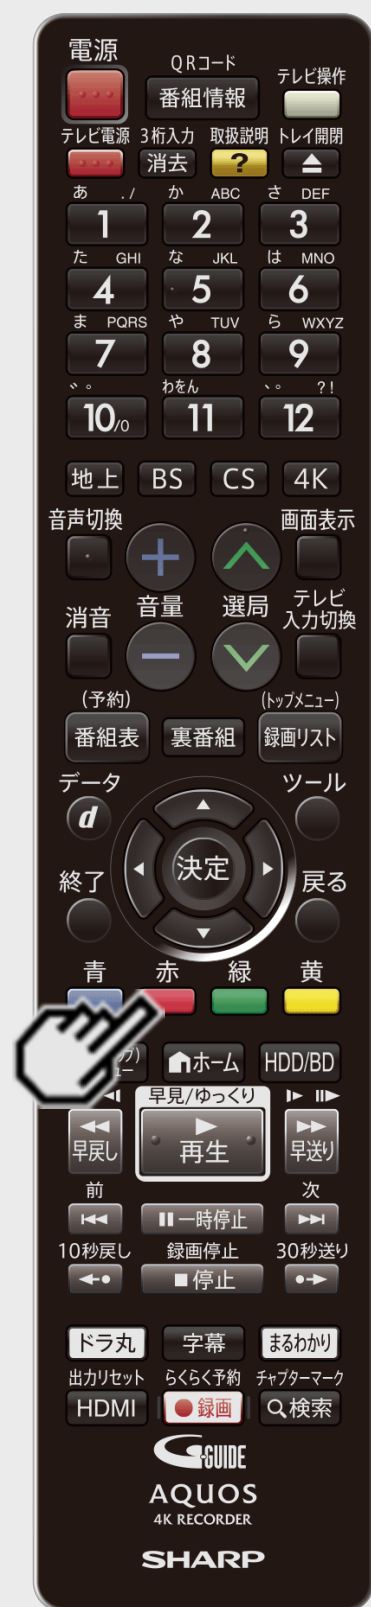 電源
QRコード
番組情報
テレビ操作
テレビ電源 3桁入力 取扱説明 トレイ開閉
消去 ?
あ ./ か ABC さ DEF
1 2 3
た GHI な JKL は MNO
4 5 6
ま PQRS や TUV ら WXYZ
7 8 9
゛゜ わをん 、。 ?!
10/0 11 12
地上 BS CS 4K
音声切換 画面表示
消音 音量 選局 テレビ
入力切換
(予約) (トップメニュー)
番組表 裏番組 録画リスト
データ ツール
d
決定
終了 戻る
青 赤 緑 黄
ホーム HDD/BD
早見/ゆっくり
早戻し 再生 早送り
前 次
一時停止
10秒戻し 録画停止 30秒送り
停止
ドラ丸 字幕 まるわかり
出力リセット らくらく予約 チャプターマーク
HDMI 録画 検索
G-GUIDE
AQUOS
4K RECORDER
SHARP